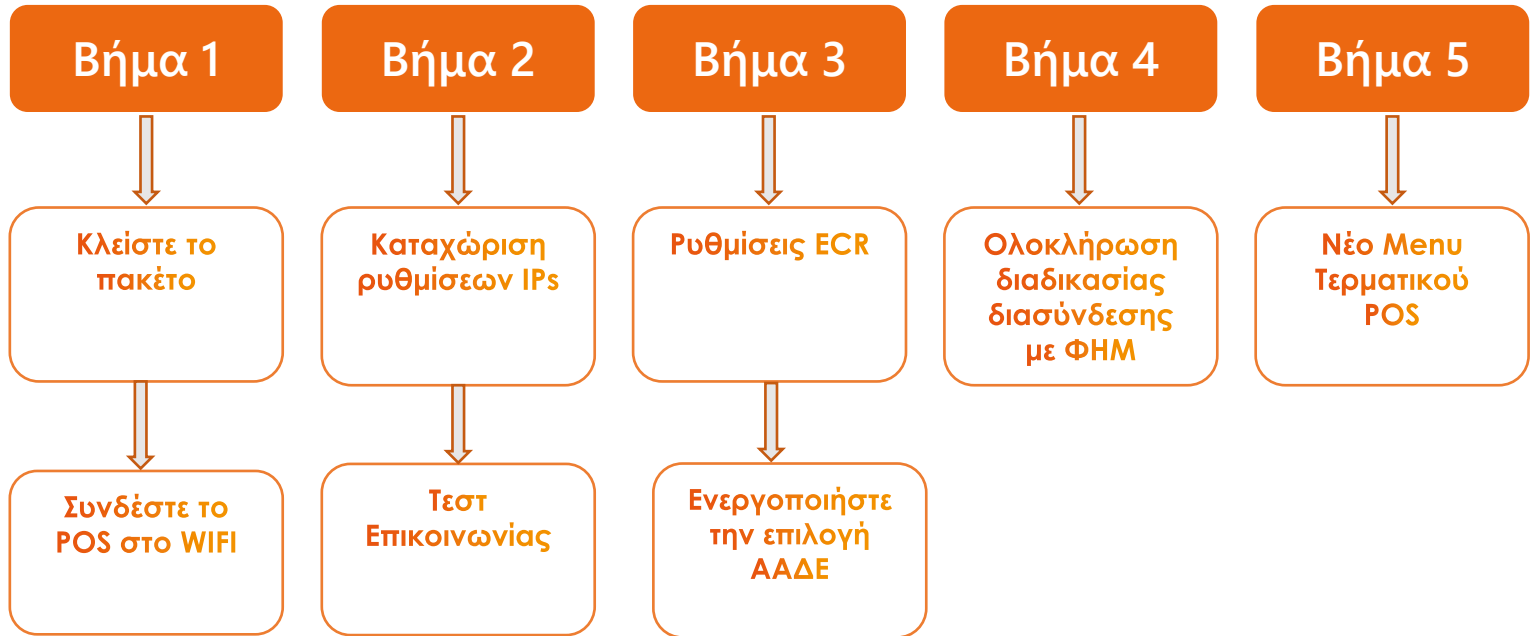 Βήμα 1
Βήμα 2
Βήμα 3
Βήμα 4
Βήμα 5
Κλείστε το
πακέτο
Καταχώριση
ρυθμίσεων IPs
Ρυθμίσεις ECR
Ολοκλήρωση
διαδικασίας
διασύνδεσης
με ΦΗΜ
Νέο Menu
Τερματικού
POS
Συνδέστε το
POS στο WIFI
Τεστ
Επικοινωνίας
Ενεργοποιήστε
την επιλογή
ΑΑΔΕ